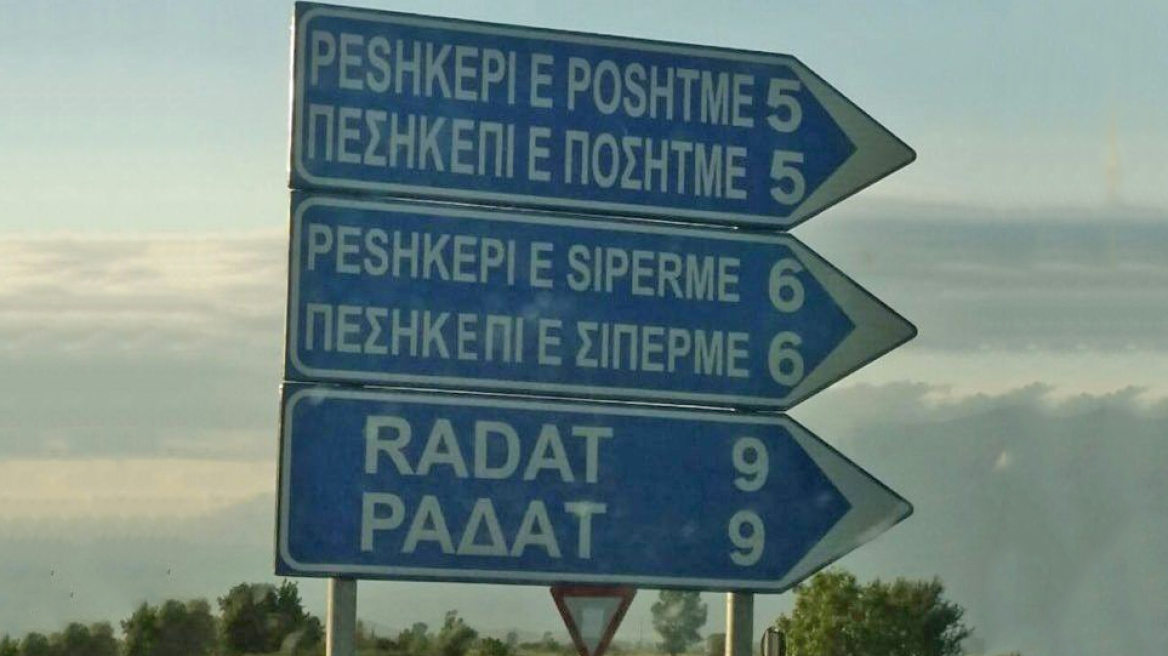 PESHKEPI E POSHTME 5
ΠΕΣΗΚΕΠΙ Ε ΠΟΣΗΤΜΕ 5
PESHKEPI E SIPERME 6
ΠΕΣΗΚΕΠΙ Ε ΣΙΠΕΡΜΕ 6
RADAT 9
ΡΑΔΑΤ 9